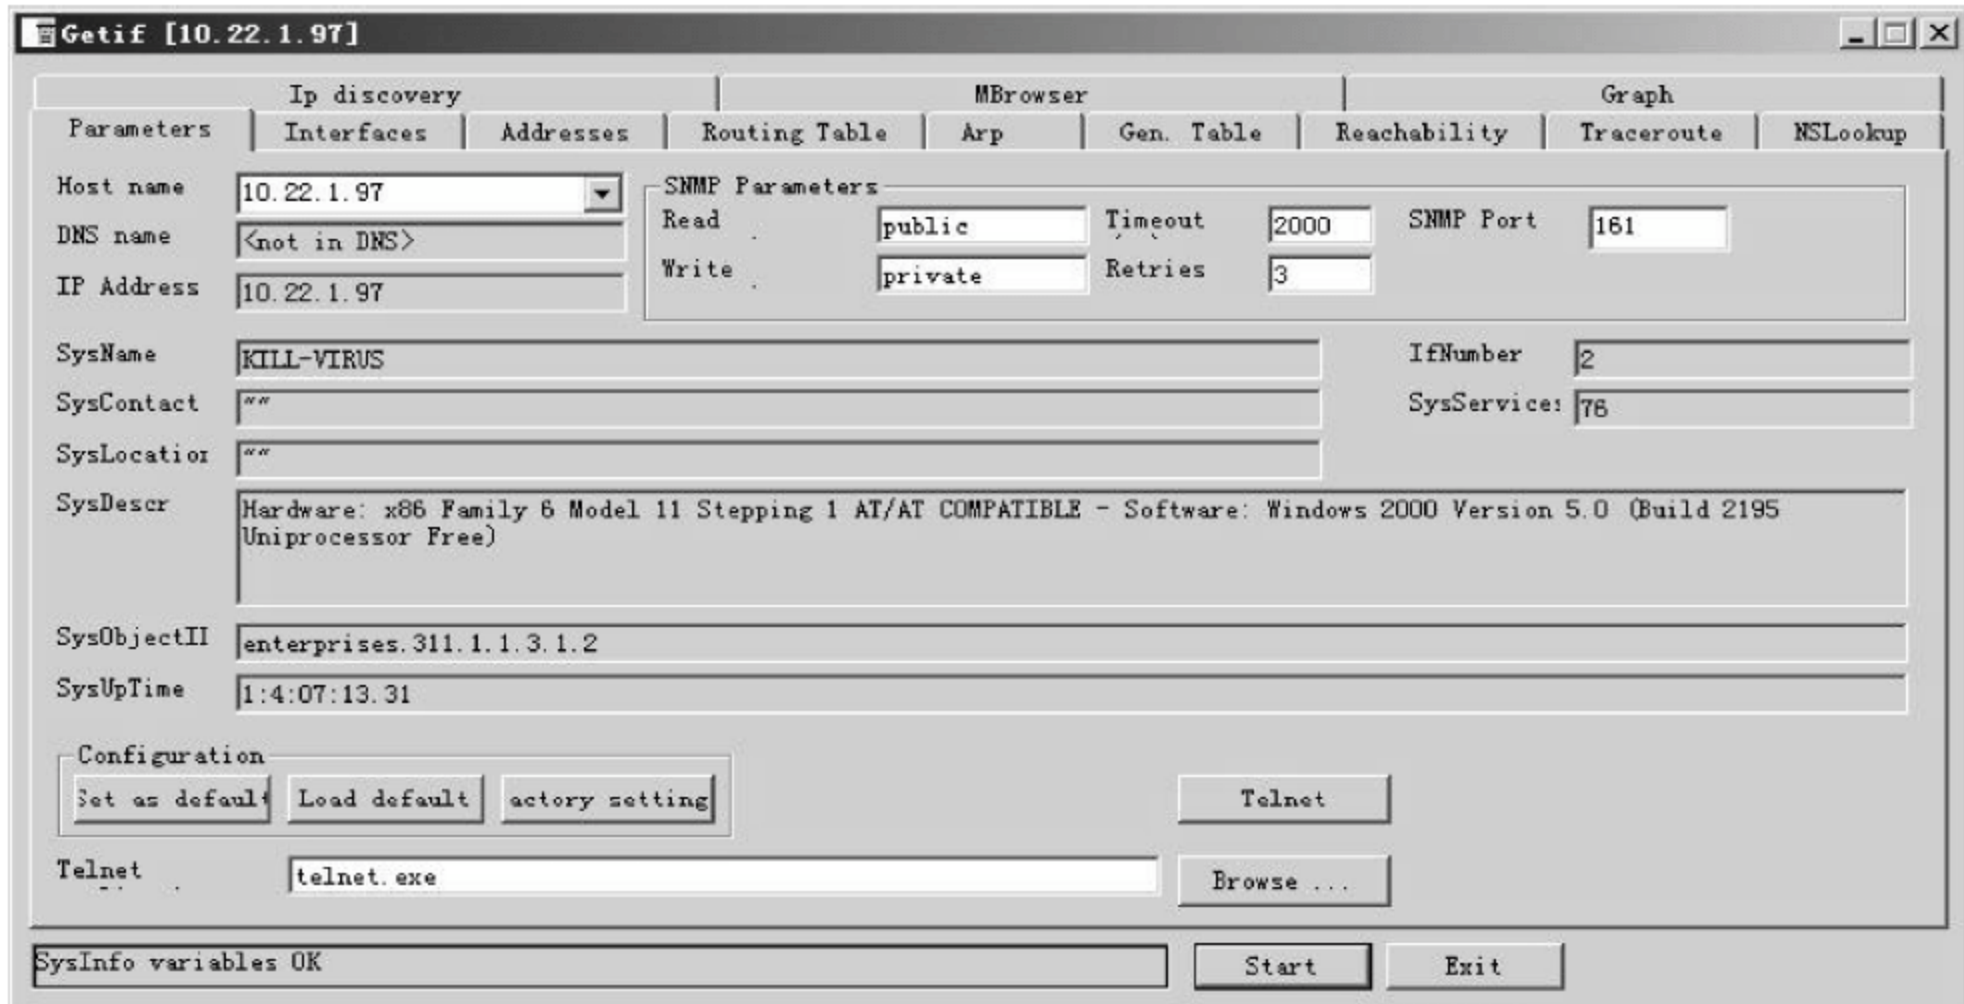 Getif [10.22.1.97]
Ip discovery MBrowser Graph
Parameters Interfaces Addresses Routing Table Arp Gen. Table Reachability Traceroute NSLookup
Host name 10.22.1.97
DNS name <not in DNS>
IP Address 10.22.1.97
SNMP Parameters
Read public Timeout 2000 SNMP Port 161
Write private Retries 3
SysName KILL-VIRUS IfNumber 2
SysContact "" SysServices 76
SysLocation ""
SysDescr Hardware: x86 Family 6 Model 11 Stepping 1 AT/AT COMPATIBLE - Software: Windows 2000 Version 5.0 (Build 2195
Uniprocessor Free)
SysObjectII enterprises.311.1.1.3.1.2
SysUpTime 1:4:07:13.31
Configuration
Set as default Load default actory setting Telnet
Telnet telnet.exe Browse ...
SysInfo variables OK Start Exit